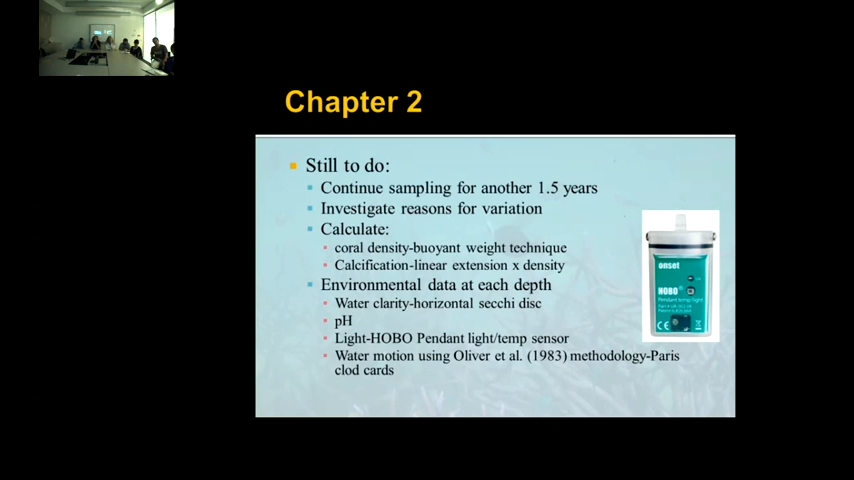 Chapter 2
Still to do:
Continue sampling for another 1.5 years
Investigate reasons for variation
Calculate:
coral density-buoyant weight technique
Calcification-linear extension x density
Environmental data at each depth
Water clarity-horizontal secchi disc
pH
Light-HOBO Pendant light/temp sensor
Water motion using Oliver et al. (1983) methodology-Paris
clod cards
onset
HOBO
Pendant temp/light
CE